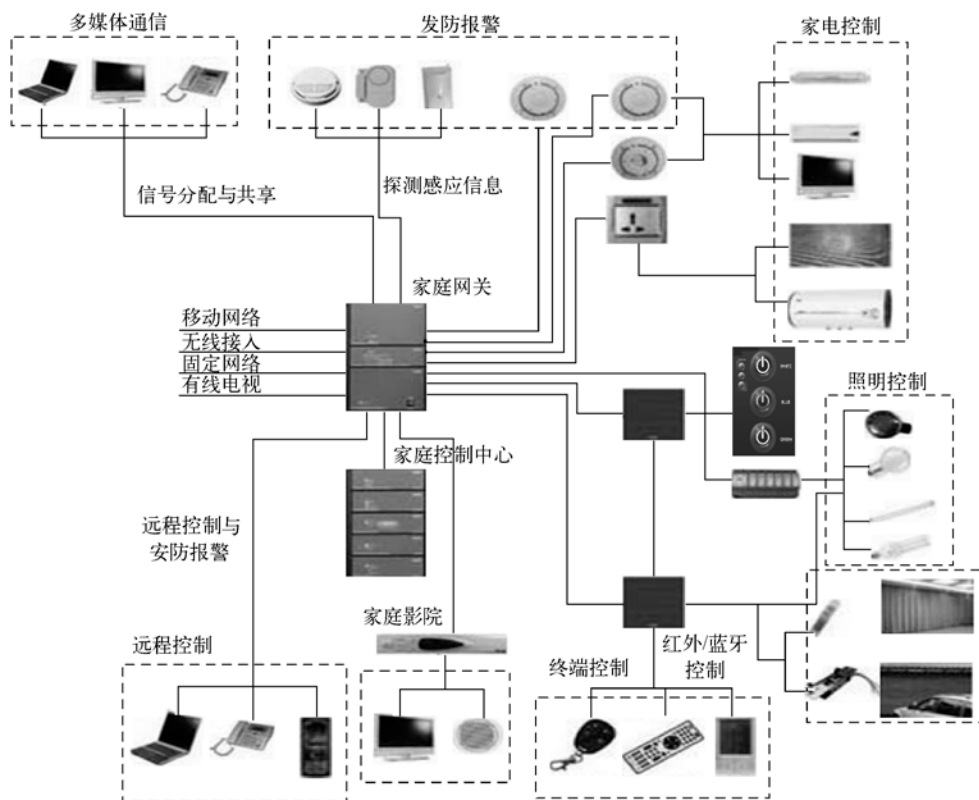 多媒体通信
发防报警
家电控制
信号分配与共享
探测感应信息
家庭网关
移动网络
无线接入
固定网络
有线电视
照明控制
家庭控制中心
远程控制与
安防报警
家庭影院
远程控制
终端控制
红外/蓝牙
控制